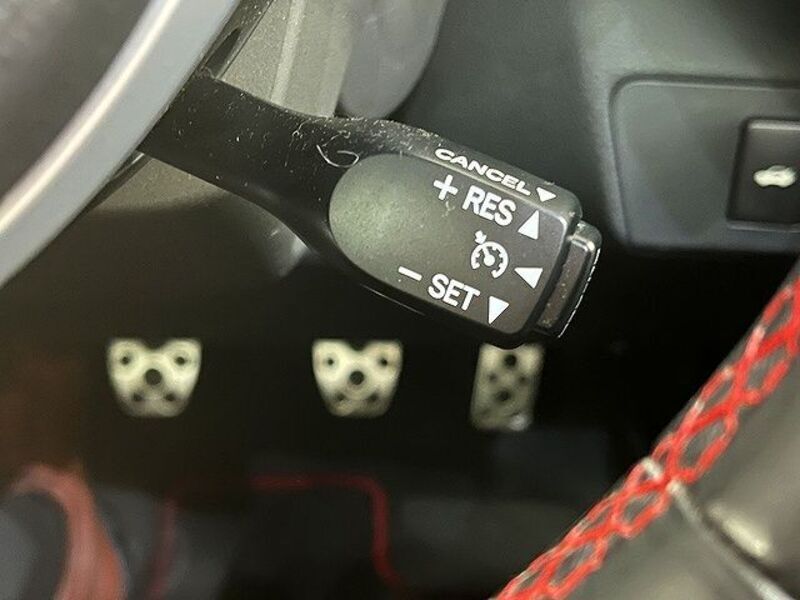 CANCEL
+ RES
- SET